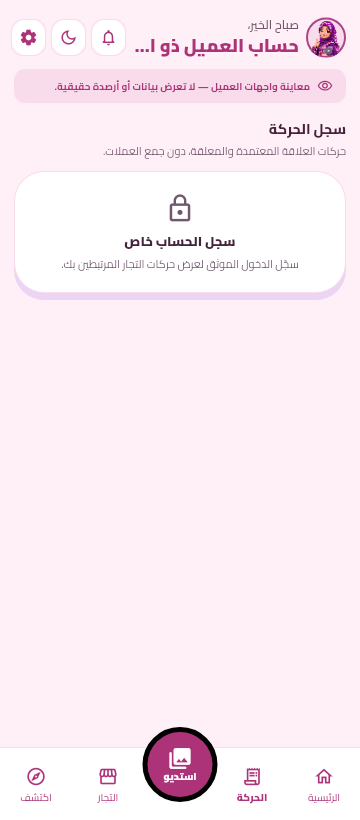 صباح الخير،
حساب العميل ذو ا...
معاينة واجهات العميل — لا تعرض بيانات أو أرصدة حقيقية.
سجل الحركة
حركات العلاقة المعتمدة والمعلقة، دون جمع العملات.
سجل الحساب خاص
سجّل الدخول الموثق لعرض حركات التجار المرتبطين بك.
الرئيسية
الحركة
استديو
التجار
اكتشف